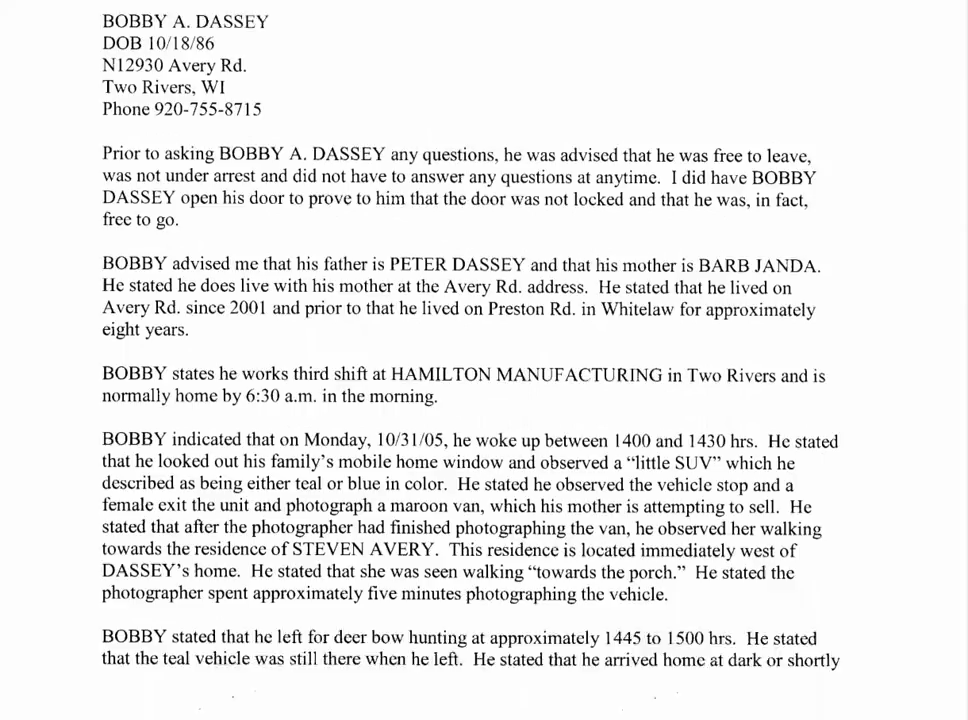 BOBBY A. DASSEY
DOB 10/18/86
N12930 Avery Rd.
Two Rivers, WI
Phone 920-755-8715
Prior to asking BOBBY A. DASSEY any questions, he was advised that he was free to leave,
was not under arrest and did not have to answer any questions at anytime. I did have BOBBY
DASSEY open his door to prove to him that the door was not locked and that he was, in fact,
free to go.
BOBBY advised me that his father is PETER DASSEY and that his mother is BARB JANDA.
He stated he does live with his mother at the Avery Rd. address. He stated that he lived on
Avery Rd. since 2001 and prior to that he lived on Preston Rd. in Whitelaw for approximately
eight years.
BOBBY states he works third shift at HAMILTON MANUFACTURING in Two Rivers and is
normally home by 6:30 a.m. in the morning.
BOBBY indicated that on Monday, 10/31/05, he woke up between 1400 and 1430 hrs. He stated
that he looked out his family's mobile home window and observed a “little SUV” which he
described as being either teal or blue in color. He stated he observed the vehicle stop and a
female exit the unit and photograph a maroon van, which his mother is attempting to sell. He
stated that after the photographer had finished photographing the van, he observed her walking
towards the residence of STEVEN AVERY. This residence is located immediately west of
DASSEY's home. He stated that she was seen walking “towards the porch.” He stated the
photographer spent approximately five minutes photographing the vehicle.
BOBBY stated that he left for deer bow hunting at approximately 1445 to 1500 hrs. He stated
that the teal vehicle was still there when he left. He stated that he arrived home at dark or shortly